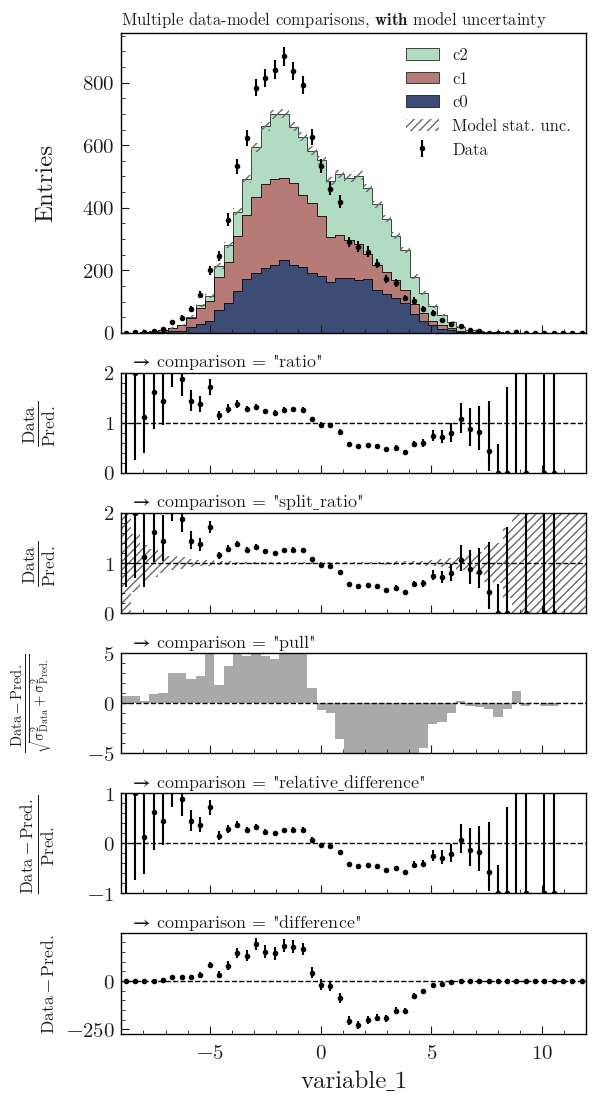 Multiple data-model comparisons, with model uncertainty
Entries
800
600
400
200
0
c2
c1
c0
Model stat. unc.
Data
→ comparison = "ratio"
Data
Pred.
2
1
0
→ comparison = "split_ratio"
Data
Pred.
2
1
0
→ comparison = "pull"
Data − Pred.
√σ²Data + σ²Pred.
5
0
−5
→ comparison = "relative_difference"
Data − Pred.
Pred.
1
0
−1
→ comparison = "difference"
Data − Pred.
0
−250
−5 0 5 10
variable_1